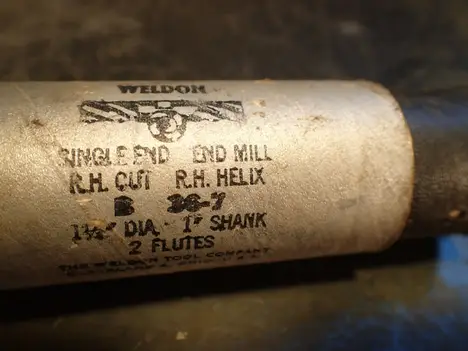 WELDON
SINGLE END END MILL
R.H. CUT R.H. HELIX
B 36-7
1⅛" DIA. 1" SHANK
2 FLUTES
THE WELDON TOOL COMPANY